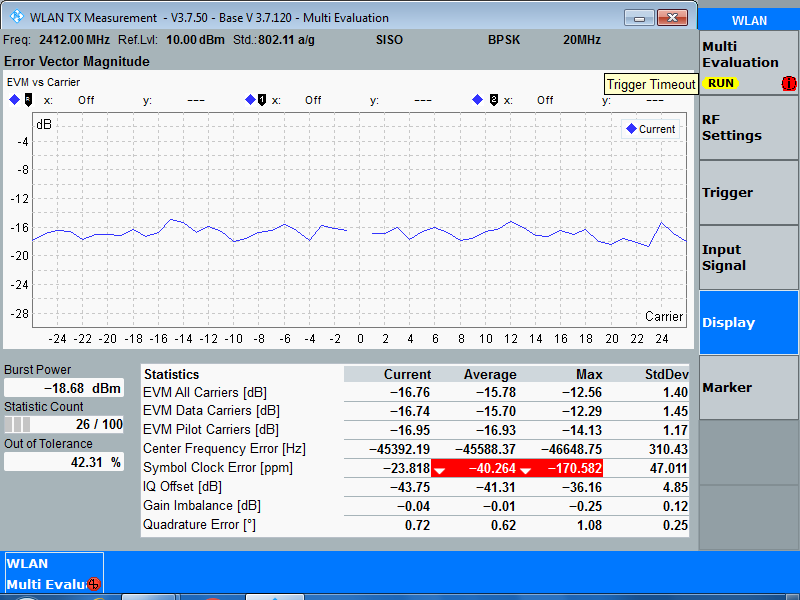 WLAN TX Measurement - V3.7.50 - Base V 3.7.120 - Multi Evaluation
WLAN
Freq: 2412.00 MHz Ref.Lvl: 10.00 dBm Std.: 802.11 a/g SISO BPSK 20MHz
Error Vector Magnitude
EVM vs Carrier
Trigger Timeout
x: Off y: --- 1 x: Off y: --- 2 x: Off y: ---
dB
Current
-4
-8
-12
-16
-20
-24
-28
Carrier
-24 -22 -20 -18 -16 -14 -12 -10 -8 -6 -4 -2 0 2 4 6 8 10 12 14 16 18 20 22 24
Multi
Evaluation
RUN
RF
Settings
Trigger
Input
Signal
Display
Marker
Burst Power
-18.68 dBm
Statistic Count
26 / 100
Out of Tolerance
42.31 %
Statistics Current Average Max StdDev
EVM All Carriers [dB] -16.76 -15.78 -12.56 1.40
EVM Data Carriers [dB] -16.74 -15.70 -12.29 1.45
EVM Pilot Carriers [dB] -16.95 -16.93 -14.13 1.17
Center Frequency Error [Hz] -45392.19 -45588.37 -46648.75 310.43
Symbol Clock Error [ppm] -23.818 -40.264 -170.582 47.011
IQ Offset [dB] -43.75 -41.31 -36.16 4.85
Gain Imbalance [dB] -0.04 -0.01 -0.25 0.12
Quadrature Error [°] 0.72 0.62 1.08 0.25
WLAN
Multi Evalu